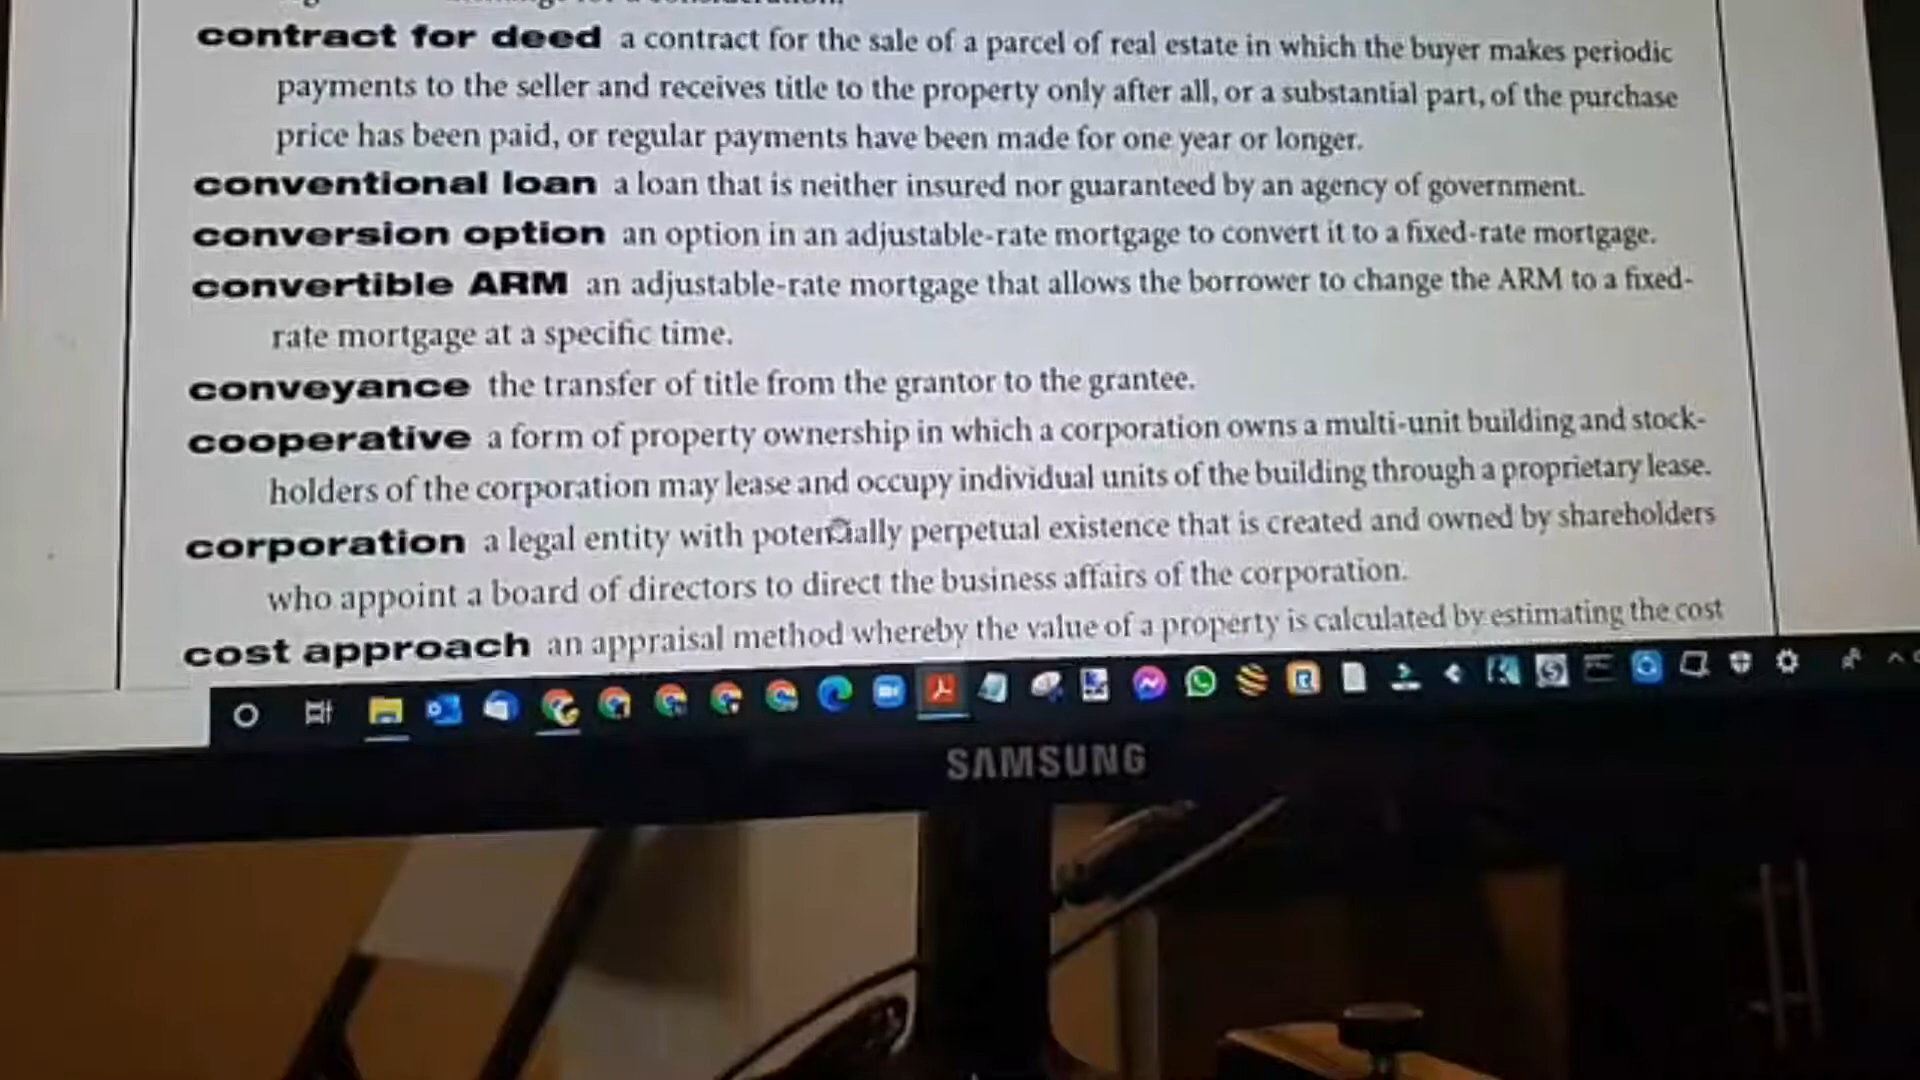 contract for deed a contract for the sale of a parcel of real estate in which the buyer makes periodic
payments to the seller and receives title to the property only after all, or a substantial part, of the purchase
price has been paid, or regular payments have been made for one year or longer.
conventional loan a loan that is neither insured nor guaranteed by an agency of government.
conversion option an option in an adjustable-rate mortgage to convert it to a fixed-rate mortgage.
convertible ARM an adjustable-rate mortgage that allows the borrower to change the ARM to a fixed-
rate mortgage at a specific time.
conveyance the transfer of title from the grantor to the grantee.
cooperative a form of property ownership in which a corporation owns a multi-unit building and stock-
holders of the corporation may lease and occupy individual units of the building through a proprietary lease.
corporation a legal entity with potentially perpetual existence that is created and owned by shareholders
who appoint a board of directors to direct the business affairs of the corporation.
cost approach an appraisal method whereby the value of a property is calculated by estimating the cost
SAMSUNG